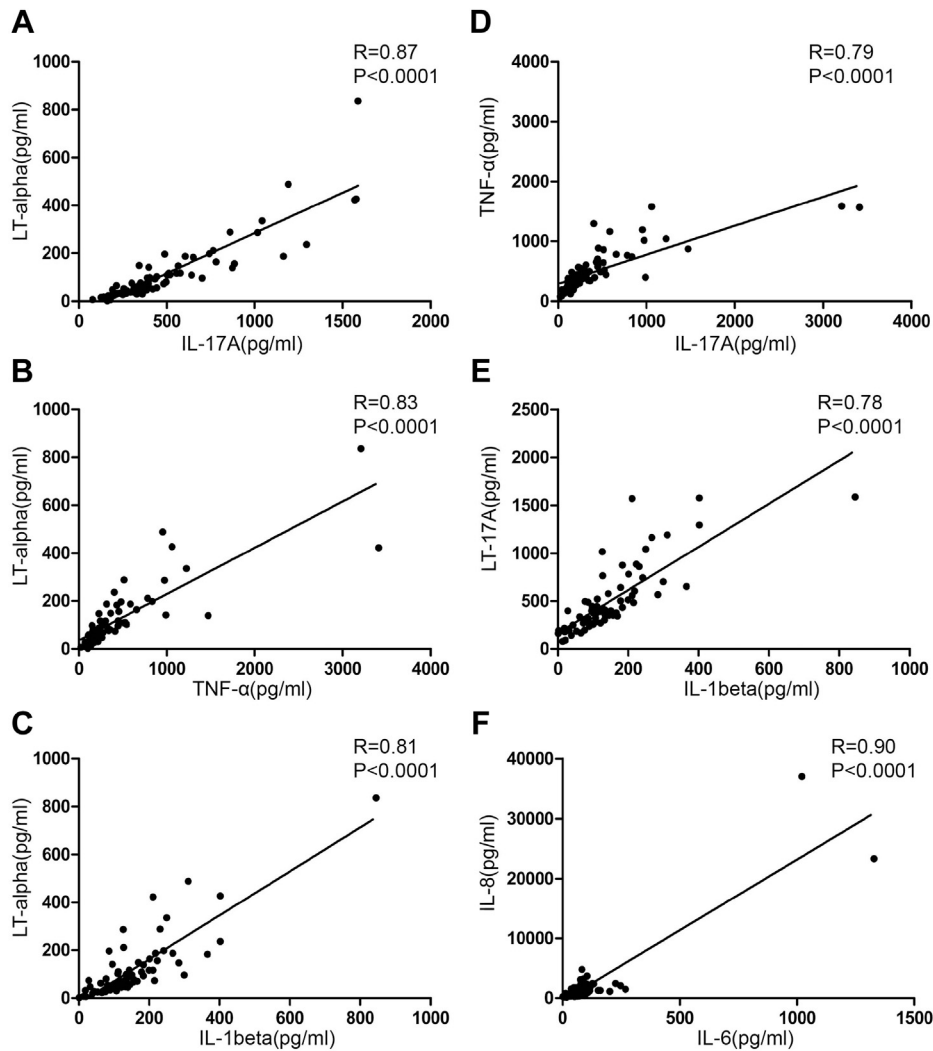 A
R=0.87
P<0.0001
LT-alpha(pg/ml)
1000
800
600
400
200
0
0 500 1000 1500 2000
IL-17A(pg/ml)
D
R=0.79
P<0.0001
TNF-α(pg/ml)
4000
3000
2000
1000
0
0 1000 2000 3000 4000
IL-17A(pg/ml)
B
R=0.83
P<0.0001
LT-alpha(pg/ml)
1000
800
600
400
200
0
0 1000 2000 3000 4000
TNF-α(pg/ml)
E
R=0.78
P<0.0001
LT-17A(pg/ml)
2500
2000
1500
1000
500
0
0 200 400 600 800 1000
IL-1beta(pg/ml)
C
R=0.81
P<0.0001
LT-alpha(pg/ml)
1000
800
600
400
200
0
0 200 400 600 800 1000
IL-1beta(pg/ml)
F
R=0.90
P<0.0001
IL-8(pg/ml)
40000
30000
20000
10000
0
0 500 1000 1500
IL-6(pg/ml)